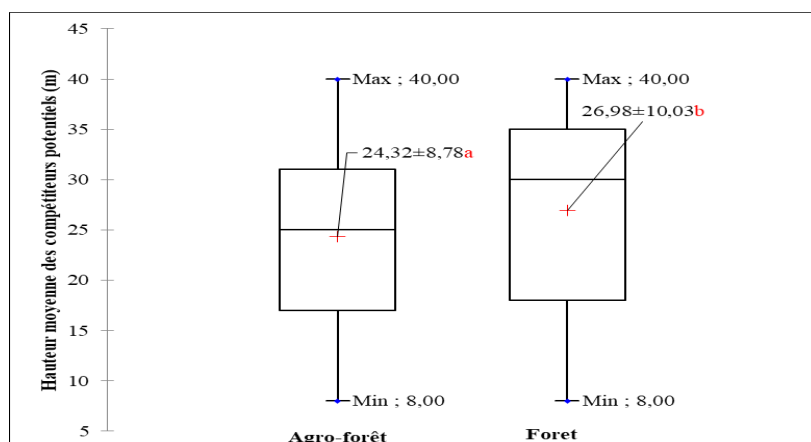 Hauteur moyenne des compétiteurs potentiels (m)
45
40
35
30
25
20
15
10
5
Max ; 40,00
24,32±8,78a
Min ; 8,00
Agro-forêt
Max ; 40,00
26,98±10,03b
Min ; 8,00
Foret